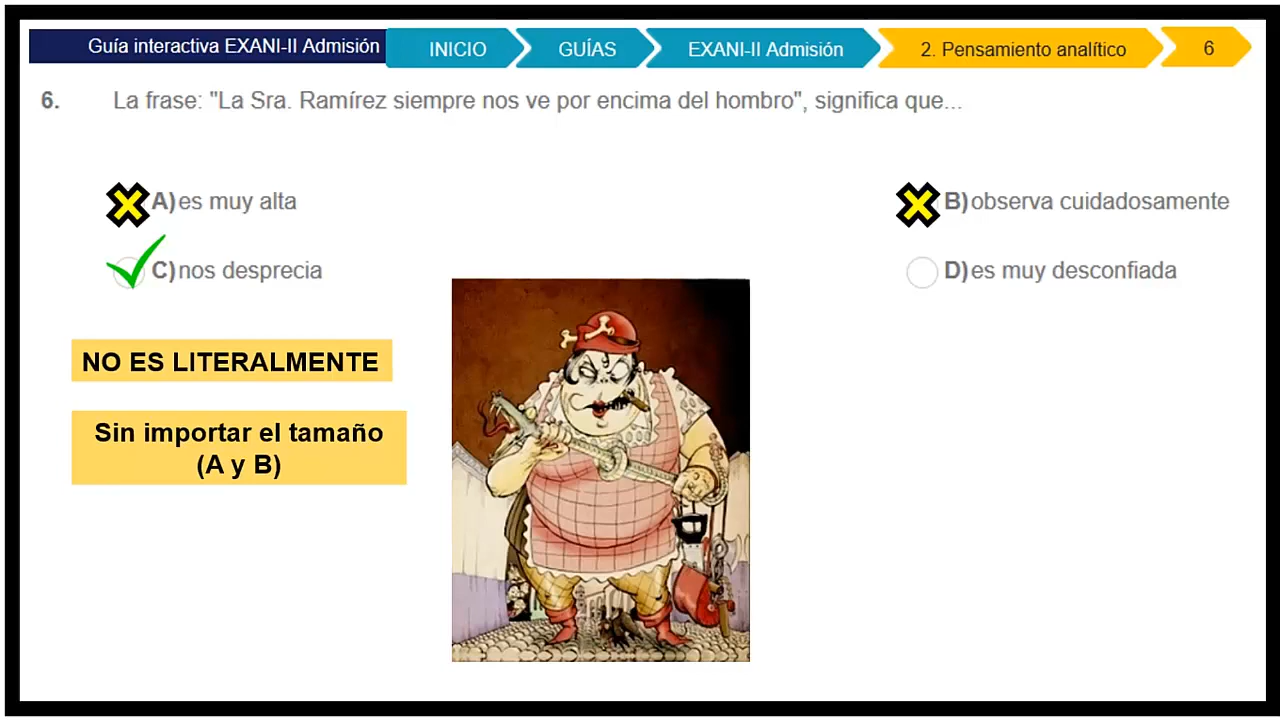 Guía interactiva EXANI-II Admisión
INICIO
GUÍAS
EXANI-II Admisión
2. Pensamiento analítico
6
6. La frase: "La Sra. Ramírez siempre nos ve por encima del hombro", significa que...
A) es muy alta
B) observa cuidadosamente
C) nos desprecia
D) es muy desconfiada
NO ES LITERALMENTE
Sin importar el tamaño
(A y B)